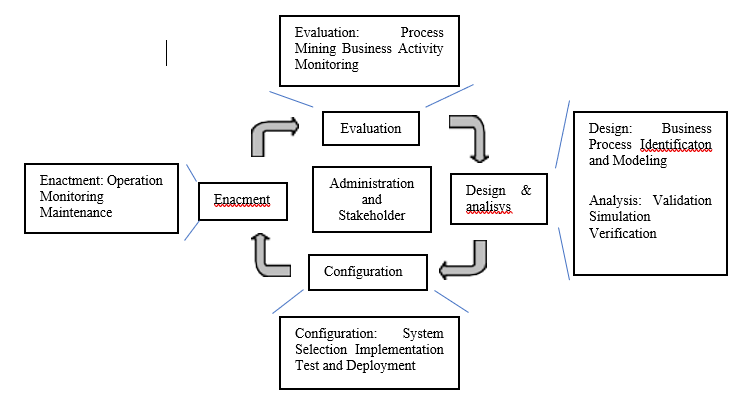 Evaluation: Process
Mining Business Activity
Monitoring
Evaluation
Design: Business
Process Identificaton
and Modeling
Analysis: Validation
Simulation
Verification
Enactment: Operation
Monitoring
Maintenance
Enacment
Administration
and
Stakeholder
Design &
analisys
Configuration
Configuration: System
Selection Implementation
Test and Deployment